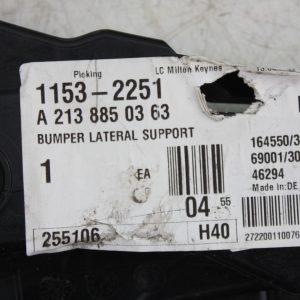 Picking LC Milton Keynes
1153-2251
A 213 885 03 63
BUMPER LATERAL SUPPORT
164550/3
1 EA 69001/30
46294
Made In: DE
04 55
255106 H40
272200110076